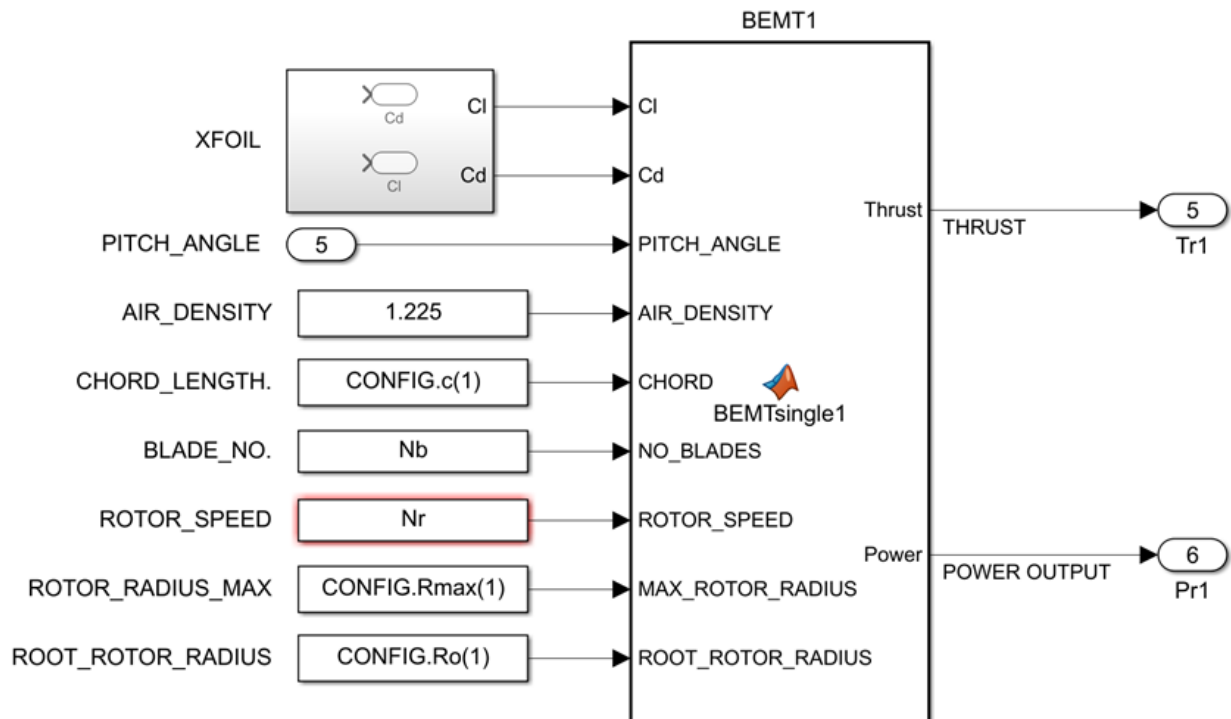 BEMT1
XFOIL
Cd
Cl
Cl
Cd
Cl
Cd
PITCH_ANGLE
5
PITCH_ANGLE
AIR_DENSITY
1.225
AIR_DENSITY
CHORD_LENGTH.
CONFIG.c(1)
CHORD
BLADE_NO.
Nb
NO_BLADES
ROTOR_SPEED
Nr
ROTOR_SPEED
ROTOR_RADIUS_MAX
CONFIG.Rmax(1)
MAX_ROTOR_RADIUS
ROOT_ROTOR_RADIUS
CONFIG.Ro(1)
ROOT_ROTOR_RADIUS
BEMTsingle1
Thrust
THRUST
5
Tr1
Power
POWER OUTPUT
6
Pr1